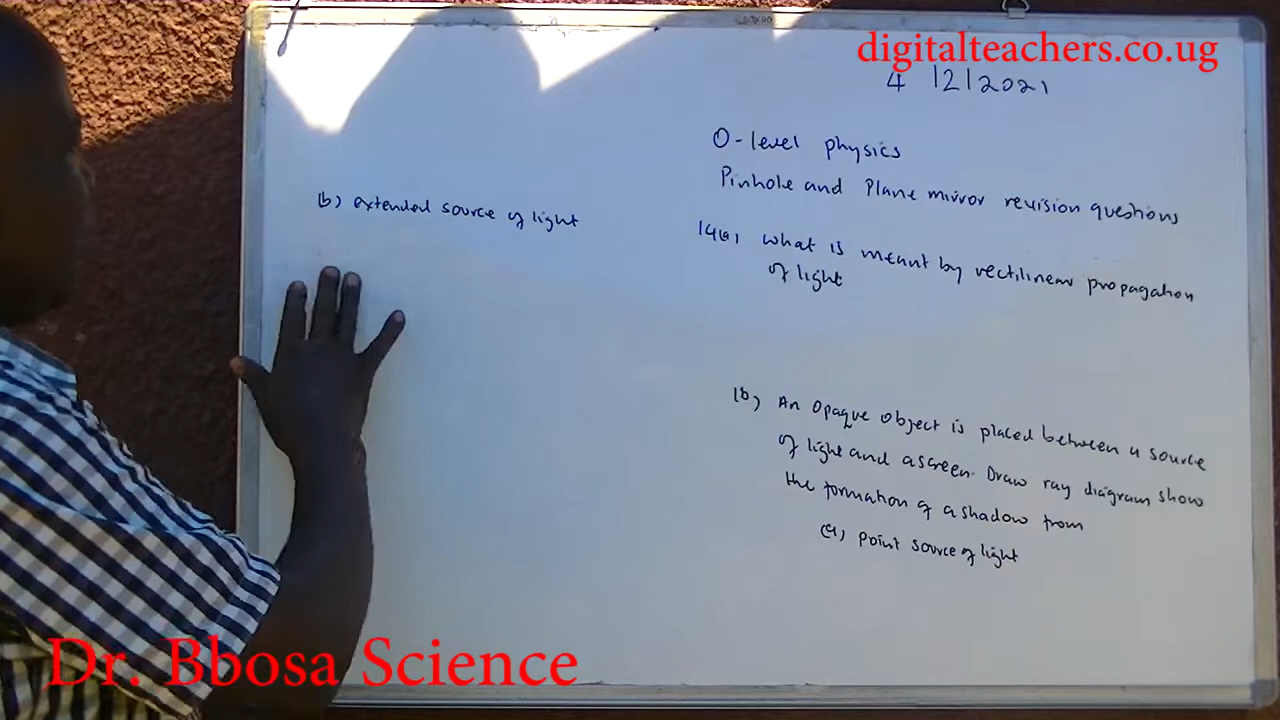 digitalteachers.co.ug
4/12/2021
O-level physics
Pinhole and Plane mirror revision questions
14(a), what is meant by rectilinear propagation
of light
(b), An opaque object is placed between a source
of light and a screen. Draw ray diagram show
the formation of a shadow from
(a), point source of light
(b), extended source of light
Dr. Bbosa Science